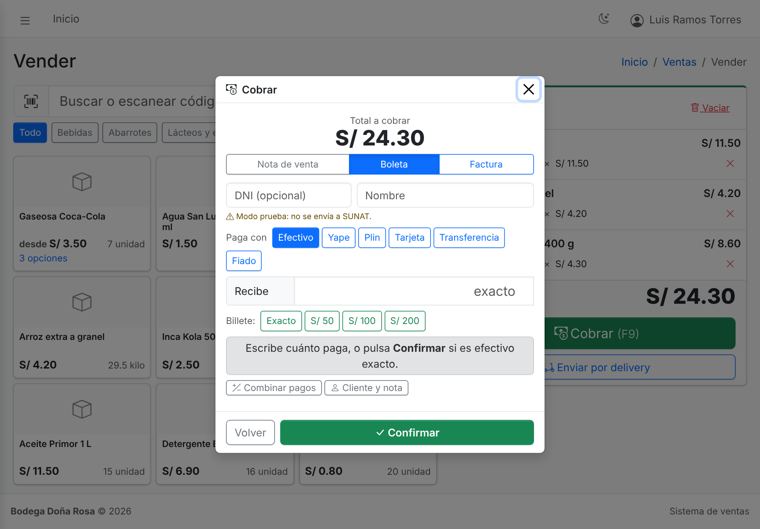 Inicio
Luis Ramos Torres
Vender
Inicio / Ventas / Vender
Buscar o escanear códig
Vaciar
Todo
Bebidas
Abarrotes
Lácteos y e
Gaseosa Coca-Cola
desde S/ 3.50
7 unidad
3 opciones
Agua San Lu
ml
S/ 1.50
Arroz extra a granel
S/ 4.20
29.5 kilo
Inca Kola 50
S/ 2.50
Aceite Primor 1 L
S/ 11.50
15 unidad
Detergente B
S/ 6.90
16 unidad
S/ 0.80
20 unidad
S/ 11.50
× S/ 11.50
el
S/ 4.20
× S/ 4.20
400 g
S/ 8.60
× S/ 4.30
S/ 24.30
Cobrar (F9)
Enviar por delivery
Cobrar
Total a cobrar
S/ 24.30
Nota de venta
Boleta
Factura
DNI (opcional)
Nombre
Modo prueba: no se envía a SUNAT.
Paga con
Efectivo
Yape
Plin
Tarjeta
Transferencia
Fiado
Recibe
exacto
Billete:
Exacto
S/ 50
S/ 100
S/ 200
Escribe cuánto paga, o pulsa Confirmar si es efectivo
exacto.
Combinar pagos
Cliente y nota
Volver
Confirmar
Bodega Doña Rosa © 2026
Sistema de ventas